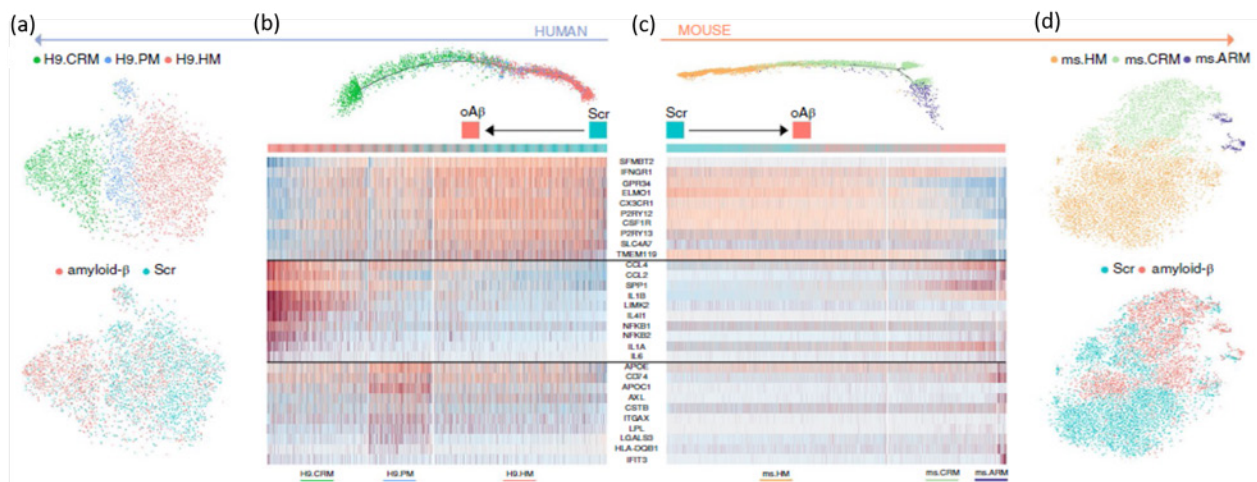 (a)
(b)
HUMAN
(c)
MOUSE
(d)
H9.CRM H9.PM H9.HM
ms.HM ms.CRM ms.ARM
oAβ
Scr
Scr
oAβ
SFMBT2
IFNGR1
GPR34
ELMO1
CX3CR1
P2RY12
CSF1R
P2RY13
SLC4A7
TMEM119
CCL4
CCL2
SPP1
IL1B
LIMK2
IL4I1
NFKB1
NFKB2
IL1A
IL6
APOE
CD74
APOC1
AXL
CSTB
ITGAX
LPL
LGALS3
HLA-DQB1
IFIT3
amyloid-β Scr
Scr amyloid-β
H9.CRM
H9.PM
H9.HM
ms.HM
ms.CRM
ms.ARM